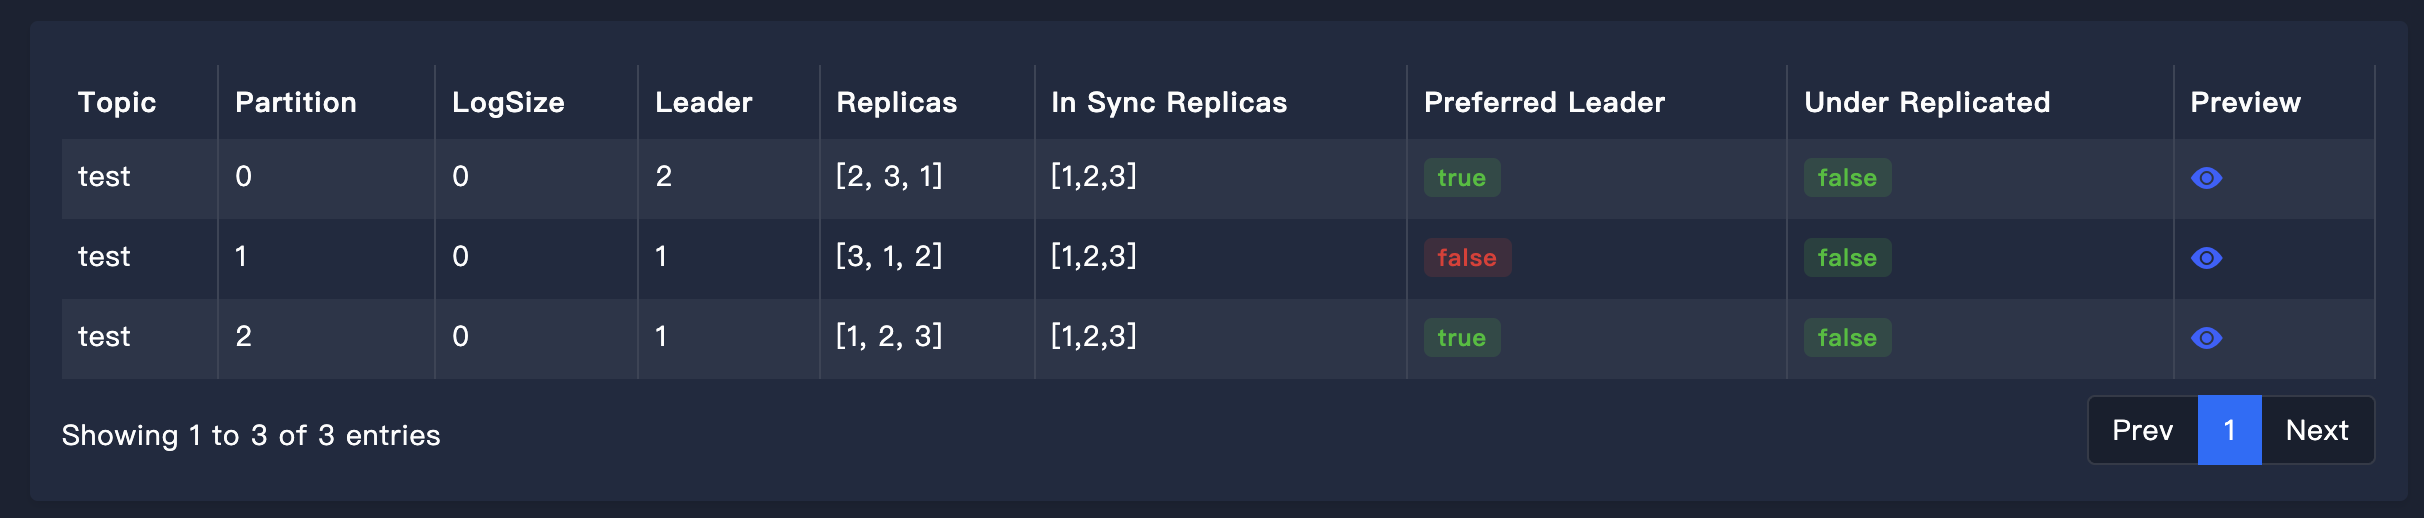 Topic Partition LogSize Leader Replicas In Sync Replicas Preferred Leader Under Replicated Preview
test 0 0 2 [2, 3, 1] [1,2,3] true false
test 1 0 1 [3, 1, 2] [1,2,3] false false
test 2 0 1 [1, 2, 3] [1,2,3] true false
Showing 1 to 3 of 3 entries
Prev 1 Next